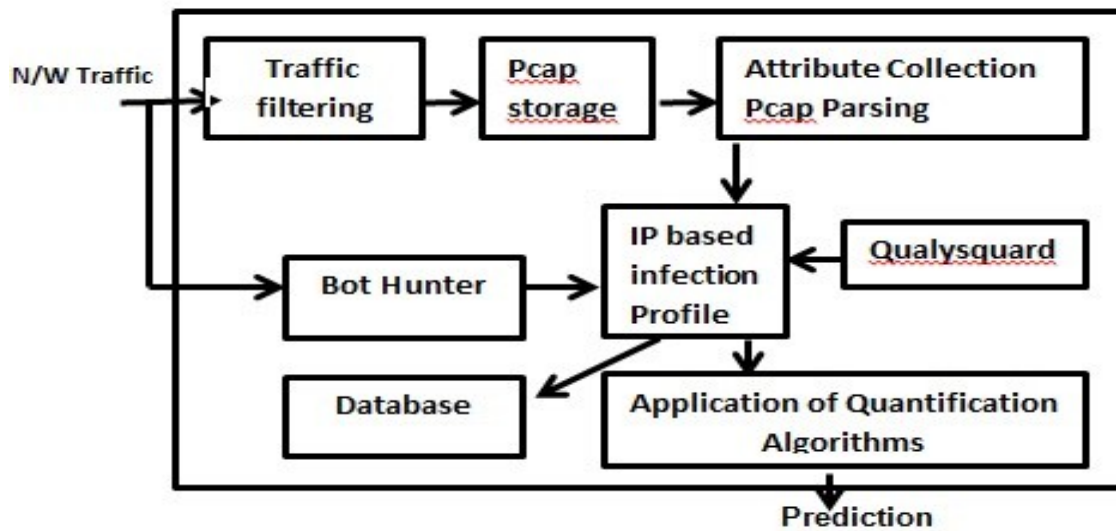 N/W Traffic
Traffic
filtering
Pcap
storage
Attribute Collection
Pcap Parsing
IP based
infection
Profile
Qualysquard
Bot Hunter
Database
Application of Quantification
Algorithms
Prediction